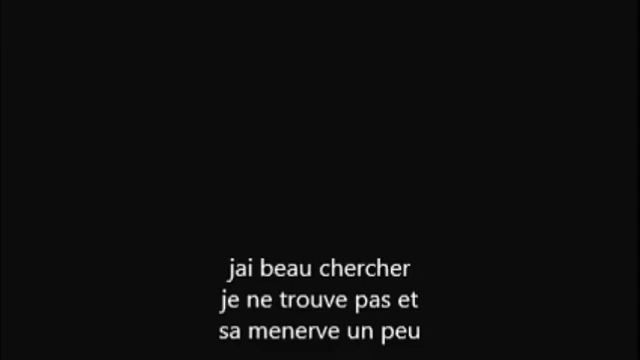 jai beau chercher
je ne trouve pas et
sa menerve un peu